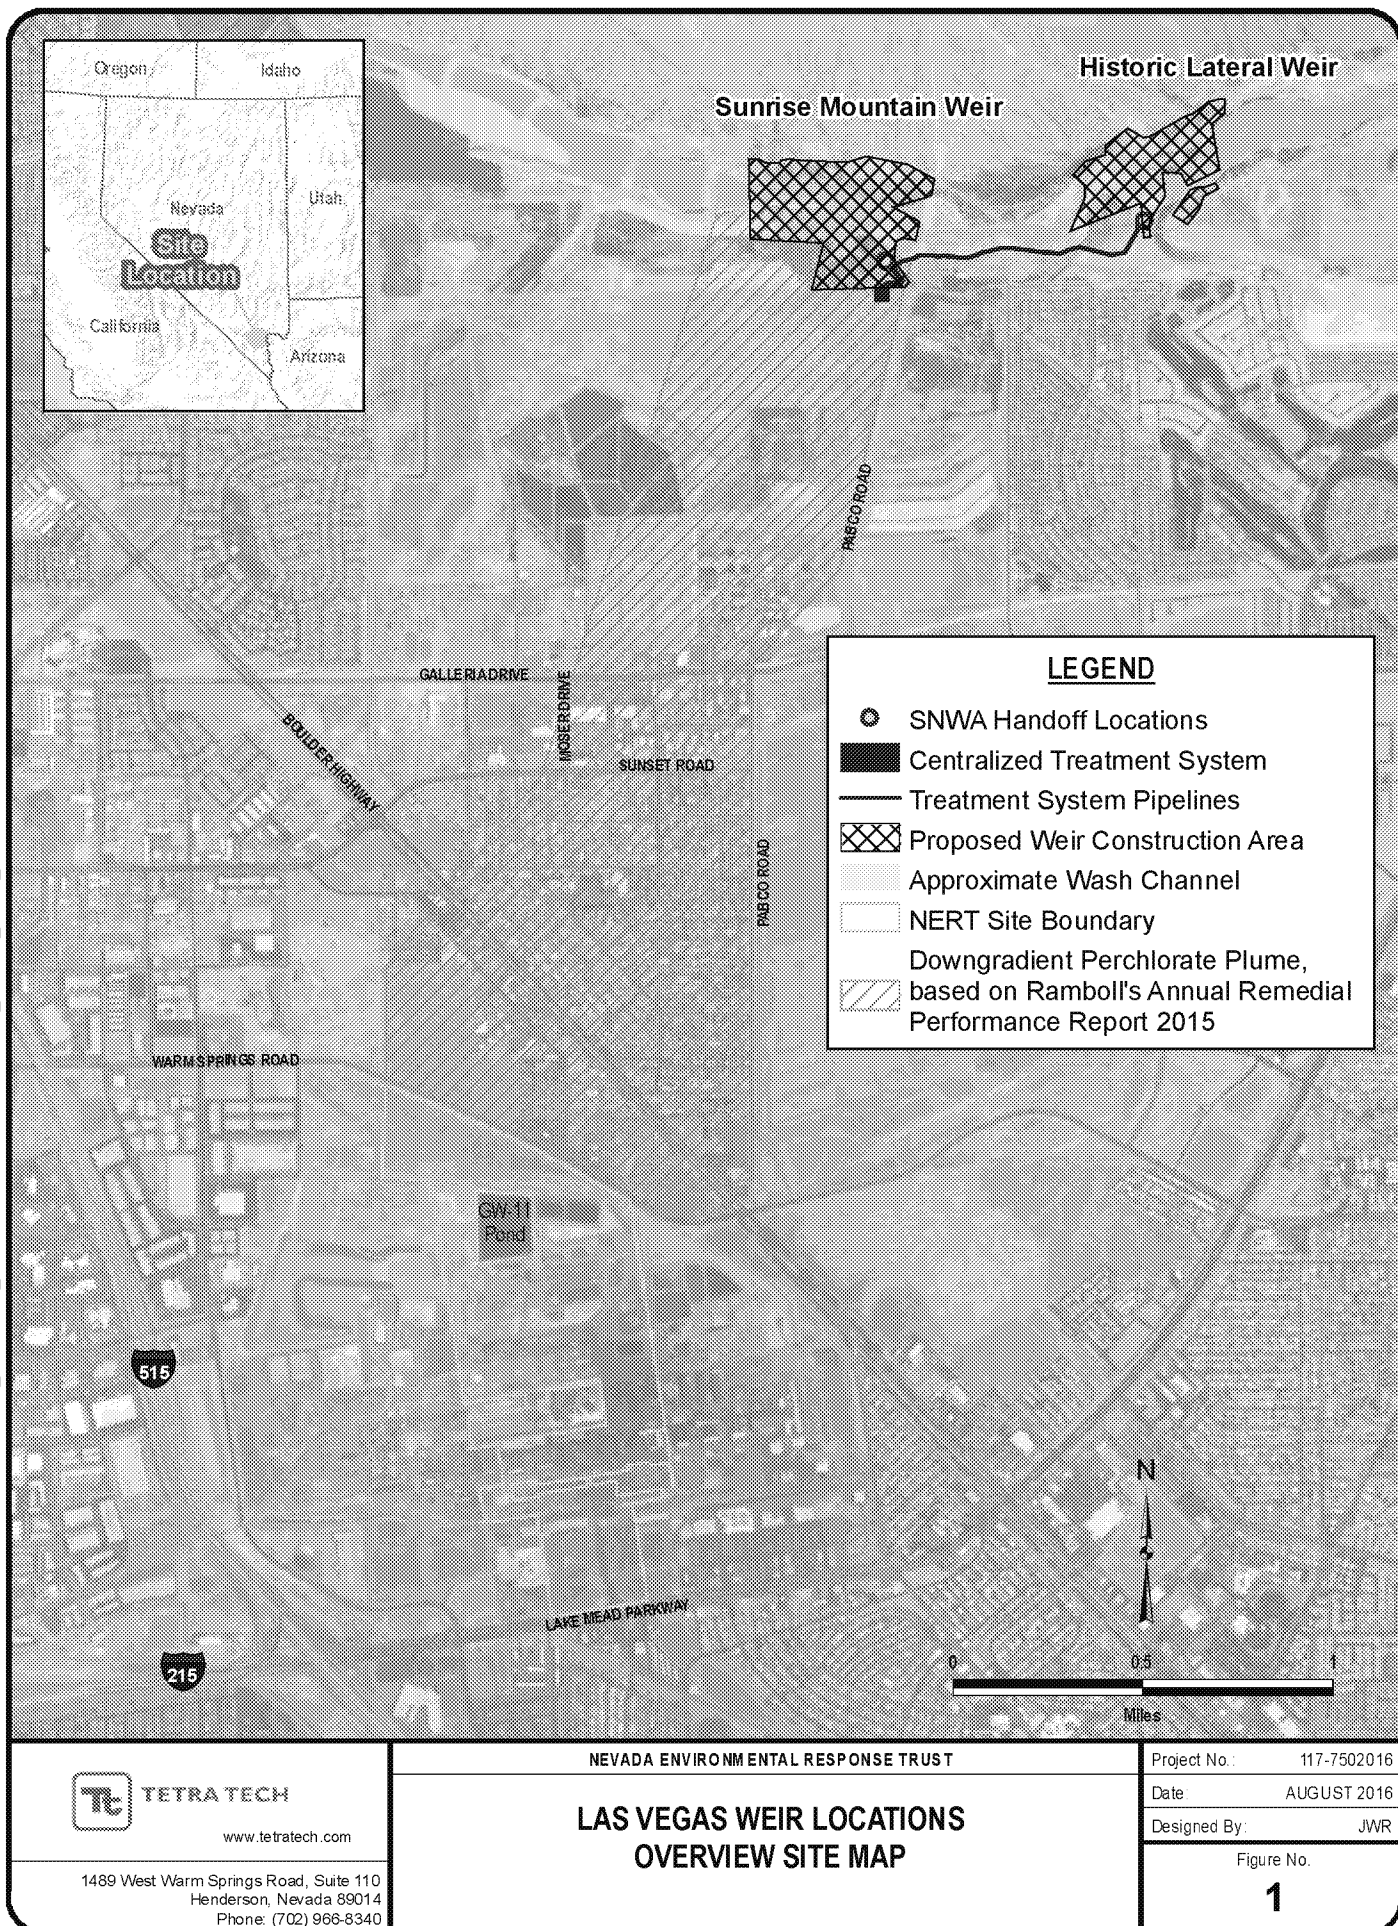 Oregon
Idaho
Nevada
Utah
Site
Location
California
Arizona
Historic Lateral Weir
Sunrise Mountain Weir
PABCO ROAD
GALLERIA DRIVE
MOSER DRIVE
BOULDER HIGHWAY
SUNSET ROAD
PABCO ROAD
LEGEND
SNWA Handoff Locations
Centralized Treatment System
Treatment System Pipelines
Proposed Weir Construction Area
Approximate Wash Channel
NERT Site Boundary
Downgradient Perchlorate Plume,
based on Ramboll's Annual Remedial
Performance Report 2015
WARM SPRINGS ROAD
GW-11
Pond
515
N
LAKE MEAD PARKWAY
215
0 0.5 1
Miles
Tt TETRA TECH
www.tetratech.com
1489 West Warm Springs Road, Suite 110
Henderson, Nevada 89014
Phone: (702) 966-8340
NEVADA ENVIRONMENTAL RESPONSE TRUST
LAS VEGAS WEIR LOCATIONS
OVERVIEW SITE MAP
Project No.: 117-7502016
Date: AUGUST 2016
Designed By: JWR
Figure No.
1